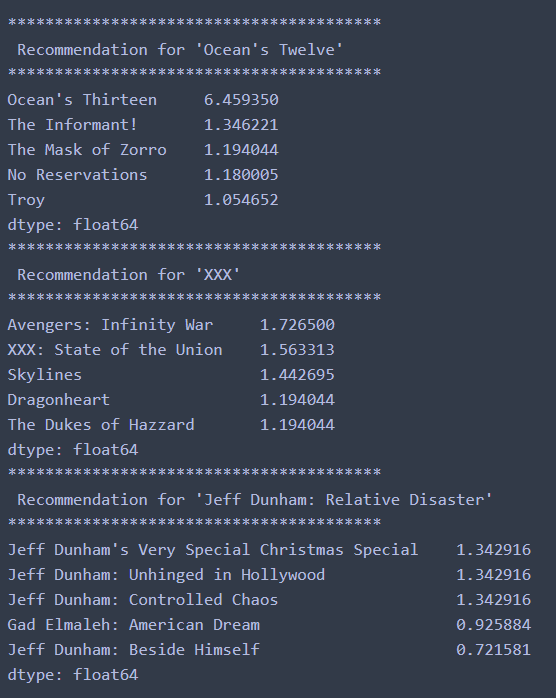 ****************************************
 Recommendation for 'Ocean's Twelve'
****************************************
Ocean's Thirteen     6.459350
The Informant!       1.346221
The Mask of Zorro    1.194044
No Reservations      1.180005
Troy                 1.054652
dtype: float64
****************************************
 Recommendation for 'XXX'
****************************************
Avengers: Infinity War     1.726500
XXX: State of the Union    1.563313
Skylines                   1.442695
Dragonheart                1.194044
The Dukes of Hazzard       1.194044
dtype: float64
****************************************
 Recommendation for 'Jeff Dunham: Relative Disaster'
****************************************
Jeff Dunham's Very Special Christmas Special    1.342916
Jeff Dunham: Unhinged in Hollywood              1.342916
Jeff Dunham: Controlled Chaos                   1.342916
Gad Elmaleh: American Dream                     0.925884
Jeff Dunham: Beside Himself                     0.721581
dtype: float64